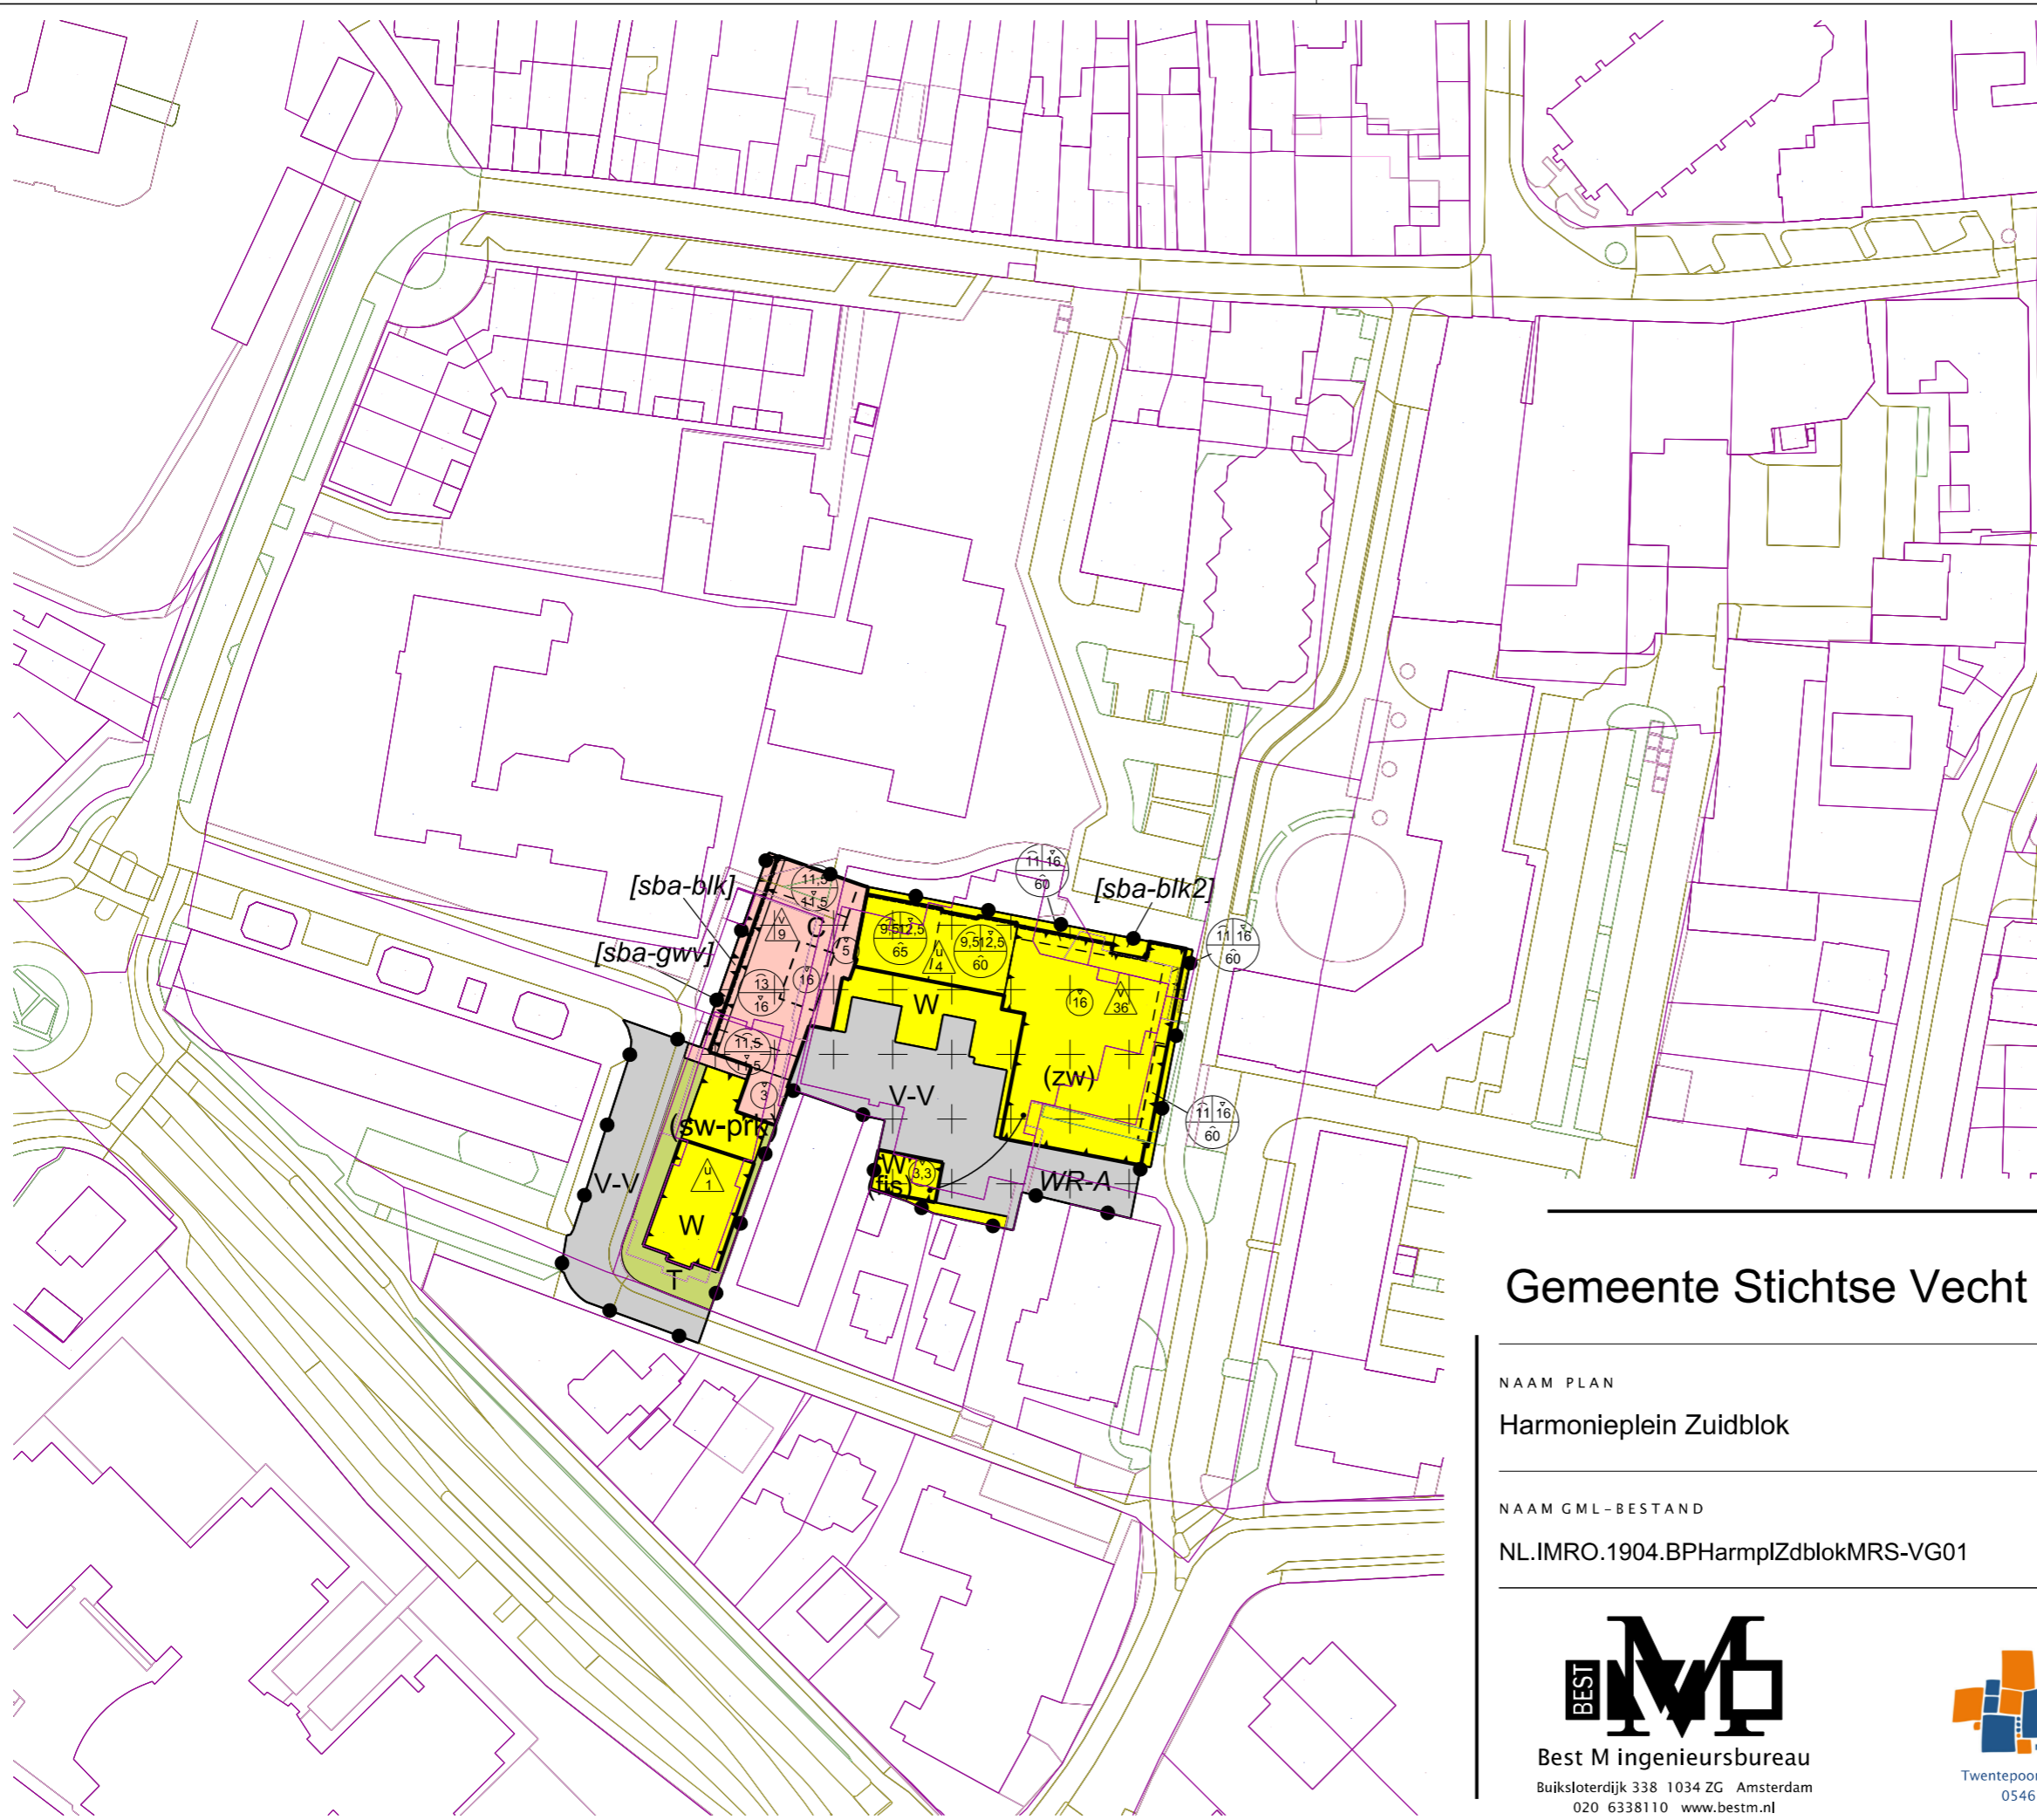 [sba-blk]
[sba-gwv]
[sba-blk2]
11,5
11,5
9
C
5
13
16
16
11,5
11,5
3
9,5 12,5
65
u
4
9,5 12,5
60
11 16
60
11 16
60
11 16
60
16
v
36
W
(zw)
V-V
(sw-prk)
V-V
u
1
W
T
W
(fis)
3,3
WR-A
Gemeente Stichtse Vecht
NAAM PLAN
Harmonieplein Zuidblok
NAAM GML-BESTAND
NL.IMRO.1904.BPHarmplZdblokMRS-VG01
BEST
M
Best M ingenieursbureau
Buiksloterdijk 338 1034 ZG Amsterdam
020 6338110 www.bestm.nl
Twentepoor
0546